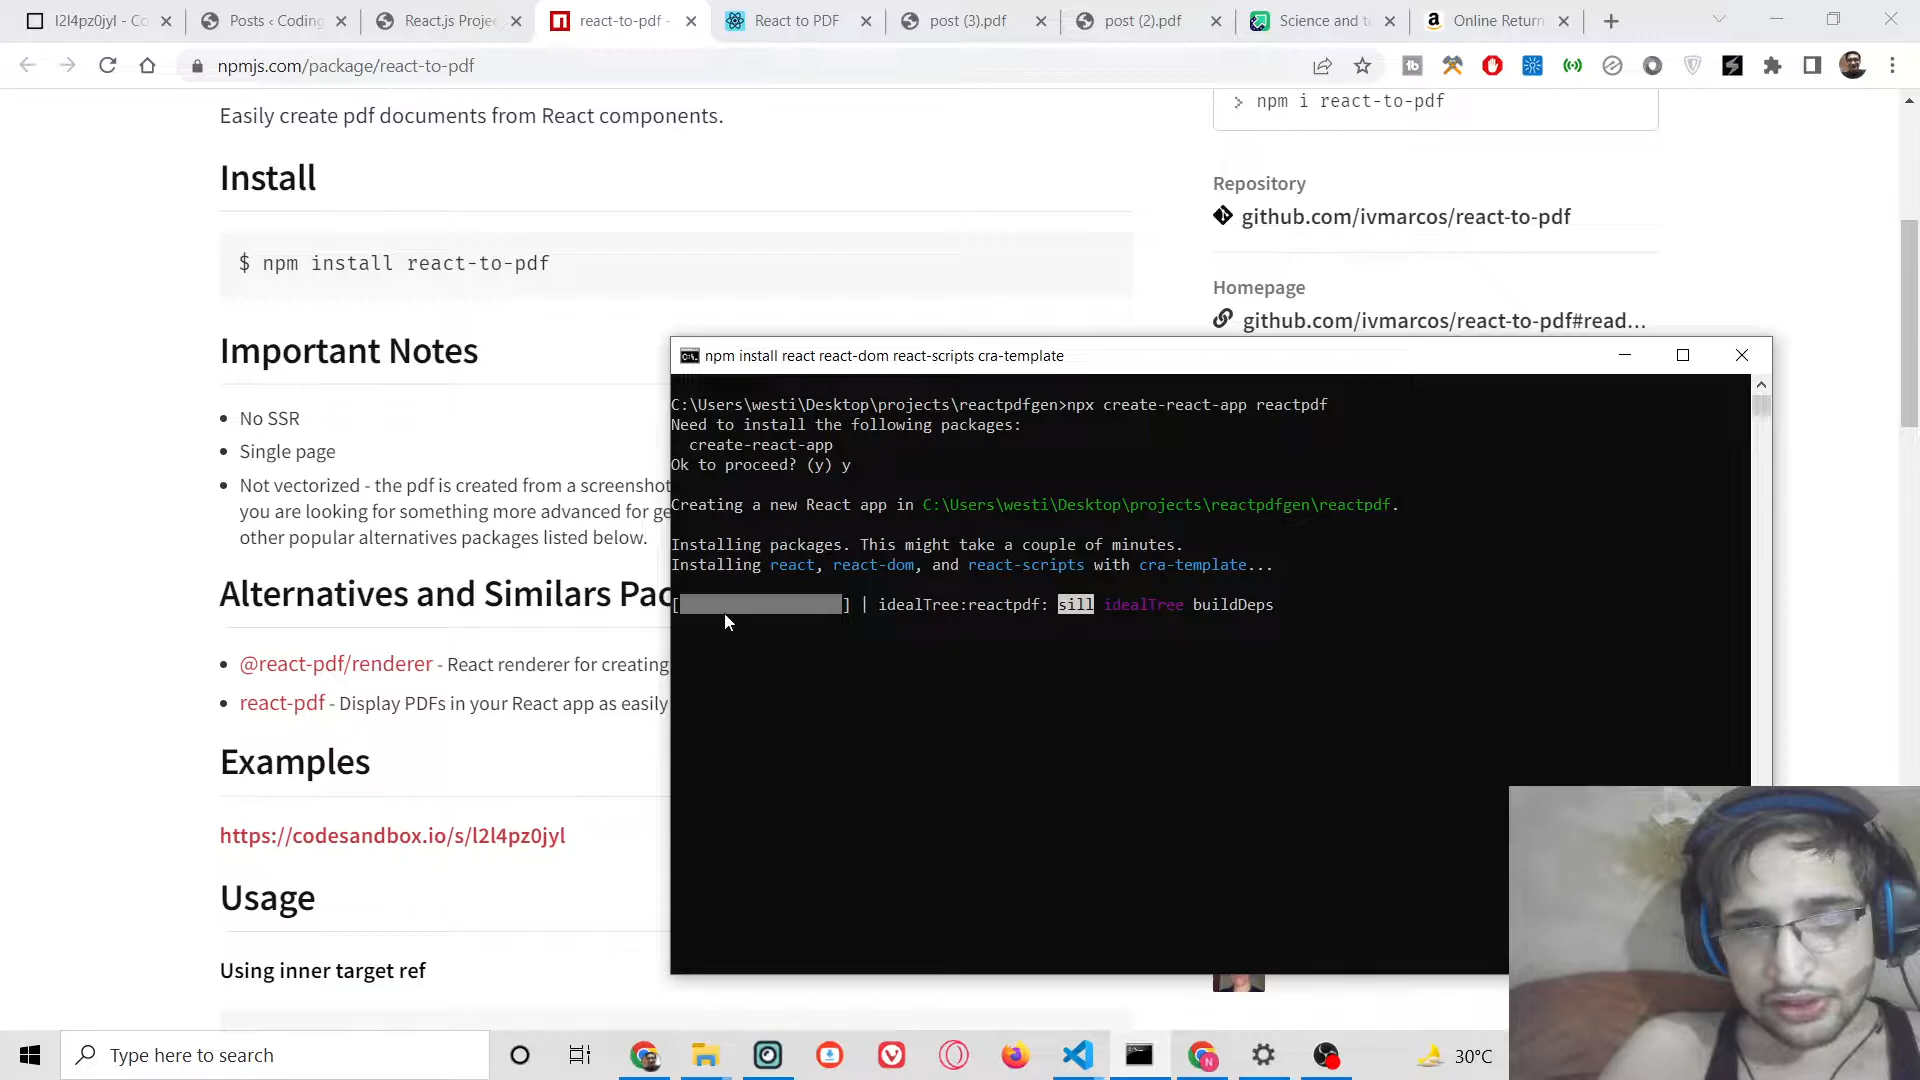 l2l4pz0jyl - Co
Posts ‹ Coding
React.js Projec
react-to-pdf -
React to PDF
post (3).pdf
post (2).pdf
Science and te
Online Return
npmjs.com/package/react-to-pdf
Easily create pdf documents from React components.
Install
$ npm install react-to-pdf
Important Notes
No SSR
Single page
Not vectorized - the pdf is created from a screenshot
you are looking for something more advanced for ge
other popular alternatives packages listed below.
Alternatives and Similars Pac
@react-pdf/renderer - React renderer for creating
react-pdf - Display PDFs in your React app as easily
Examples
https://codesandbox.io/s/l2l4pz0jyl
Usage
Using inner target ref
> npm i react-to-pdf
Repository
github.com/ivmarcos/react-to-pdf
Homepage
github.com/ivmarcos/react-to-pdf#read...
npm install react react-dom react-scripts cra-template
C:\Users\westi\Desktop\projects\reactpdfgen>npx create-react-app reactpdf
Need to install the following packages:
create-react-app
Ok to proceed? (y) y
Creating a new React app in C:\Users\westi\Desktop\projects\reactpdfgen\reactpdf.
Installing packages. This might take a couple of minutes.
Installing react, react-dom, and react-scripts with cra-template...
[ ] | idealTree:reactpdf: sill idealTree buildDeps
Type here to search
30°C